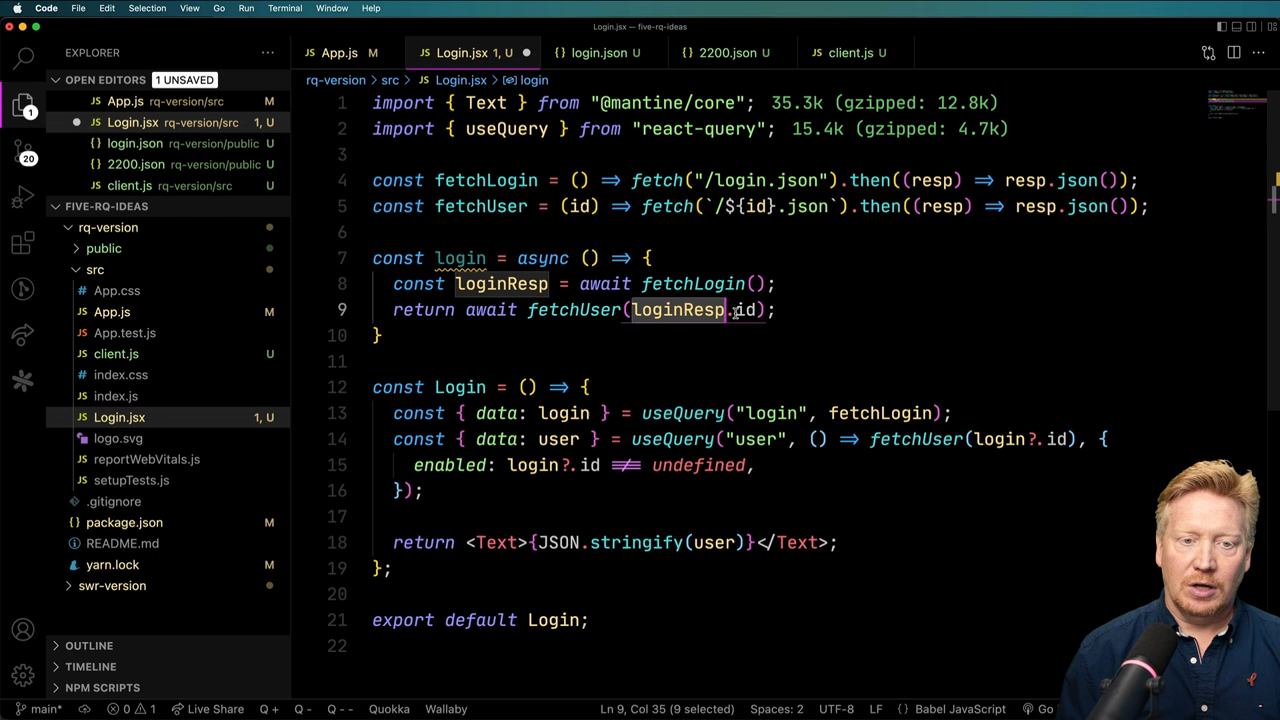 Code File Edit Selection View Go Run Terminal Window Help
Login.jsx — five-rq-ideas
EXPLORER
OPEN EDITORS 1 UNSAVED
App.js rq-version/src M
Login.jsx rq-version/src 1, U
login.json rq-version/public U
2200.json rq-version/public U
client.js rq-version/src U
FIVE-RQ-IDEAS
rq-version
public
src
App.css
App.js M
App.test.js
client.js U
index.css
index.js
Login.jsx 1, U
logo.svg
reportWebVitals.js
setupTests.js
.gitignore
package.json M
README.md
yarn.lock M
swr-version
OUTLINE
TIMELINE
NPM SCRIPTS
1
20
App.js M Login.jsx 1, U login.json U 2200.json U client.js U
rq-version > src > Login.jsx > login
1 import { Text } from "@mantine/core"; 35.3k (gzipped: 12.8k)
2 import { useQuery } from "react-query"; 15.4k (gzipped: 4.7k)
3
4 const fetchLogin = () => fetch("/login.json").then((resp) => resp.json());
5 const fetchUser = (id) => fetch(`/${id}.json`).then((resp) => resp.json());
6
7 const login = async () => {
8 const loginResp = await fetchLogin();
9 return await fetchUser(loginResp.id);
10 }
11
12 const Login = () => {
13 const { data: login } = useQuery("login", fetchLogin);
14 const { data: user } = useQuery("user", () => fetchUser(login?.id), {
15 enabled: login?.id !== undefined,
16 });
17
18 return <Text>{JSON.stringify(user)}</Text>;
19 };
20
21 export default Login;
22
main* 0 1 Live Share Q + Q - Q -- Quokka Wallaby Ln 9, Col 35 (9 selected) Spaces: 2 UTF-8 LF {} Babel JavaScript Go